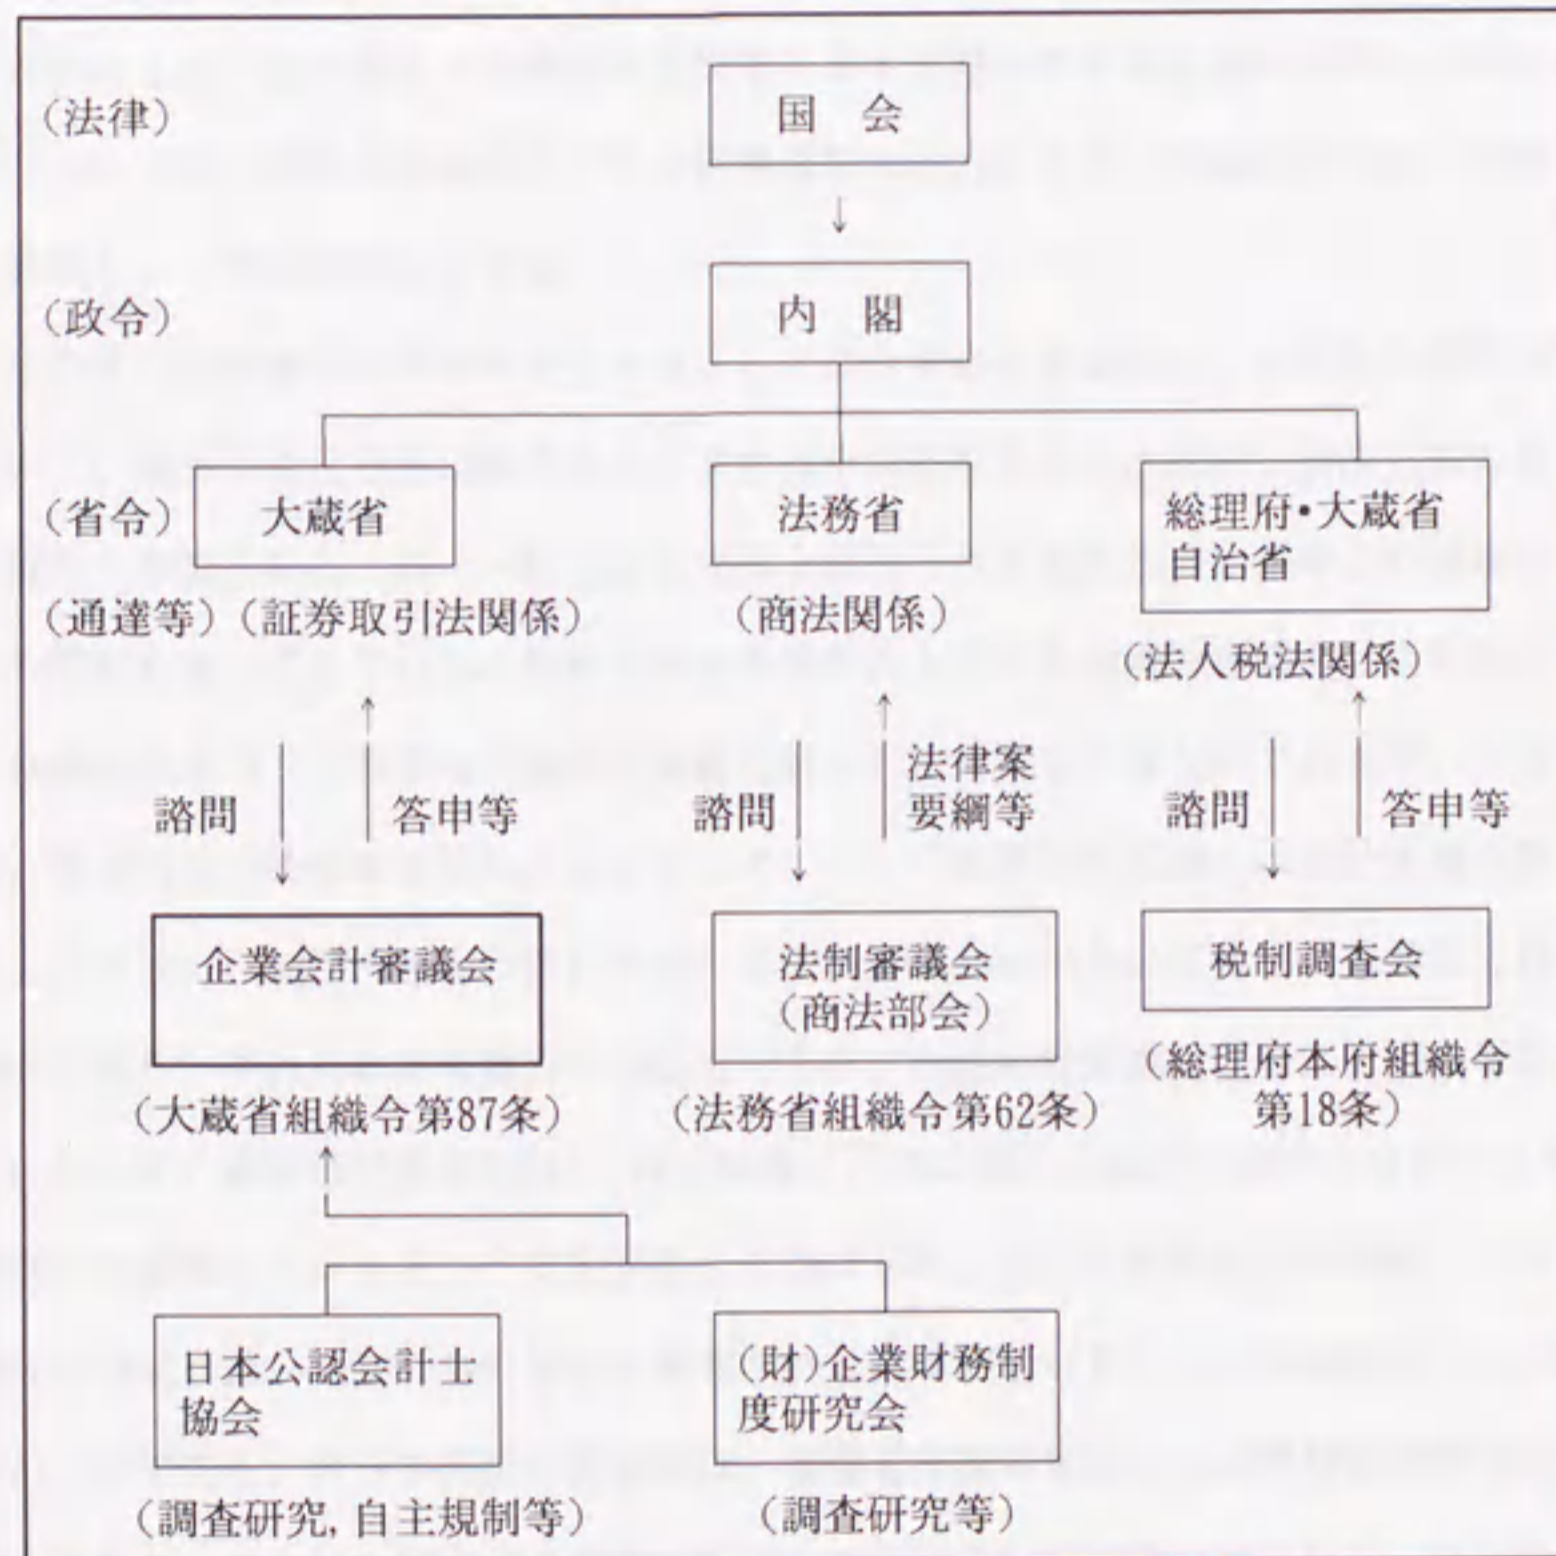 (法律)
国 会
(政令)
内 閣
(省令)
大蔵省
法務省
総理府・大蔵省
自治省
(通達等)
(証券取引法関係)
(商法関係)
(法人税法関係)
諮問
答申等
諮問
法律案
要綱等
諮問
答申等
企業会計審議会
法制審議会
(商法部会)
税制調査会
(大蔵省組織令第87条)
(法務省組織令第62条)
(総理府本府組織令
第18条)
日本公認会計士
協会
(財)企業財務制
度研究会
(調査研究, 自主規制等)
(調査研究等)